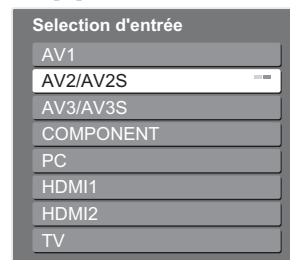 Selection d'entrée
AV1
AV2/AV2S
AV3/AV3S
COMPONENT
PC
HDMI1
HDMI2
TV